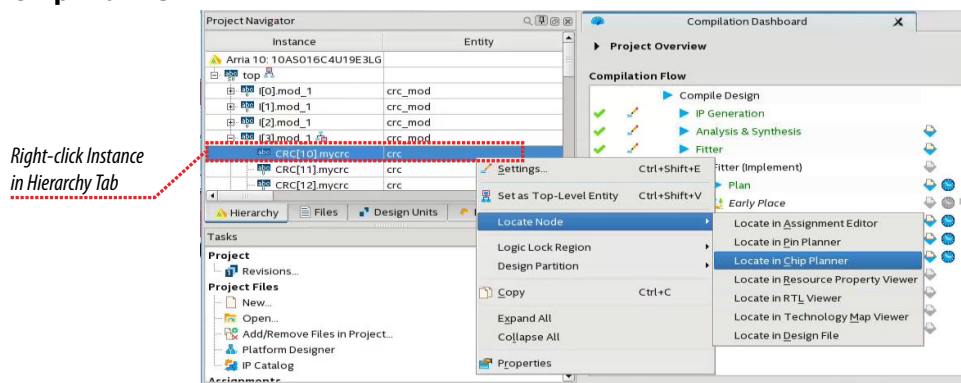 Project Navigator
Instance Entity
Arria 10: 10AS016C4U19E3LG
top
I[0].mod_1 crc_mod
I[1].mod_1 crc_mod
I[2].mod_1 crc_mod
I[3].mod_1 crc_mod
CRC[10].mycrc crc
CRC[11].mycrc crc
CRC[12].mycrc crc
Hierarchy Files Design Units
Right-click Instance
in Hierarchy Tab
Tasks
Project
Revisions...
Project Files
New...
Open...
Add/Remove Files in Project...
Platform Designer
IP Catalog
Assignments
Settings... Ctrl+Shift+E
Set as Top-Level Entity Ctrl+Shift+V
Locate Node
Logic Lock Region
Design Partition
Copy Ctrl+C
Expand All
Collapse All
Properties
Locate in Assignment Editor
Locate in Pin Planner
Locate in Chip Planner
Locate in Resource Property Viewer
Locate in RTL Viewer
Locate in Technology Map Viewer
Locate in Design File
Compilation Dashboard
Project Overview
Compilation Flow
Compile Design
IP Generation
Analysis & Synthesis
Fitter
Fitter (Implement)
Plan
Early Place